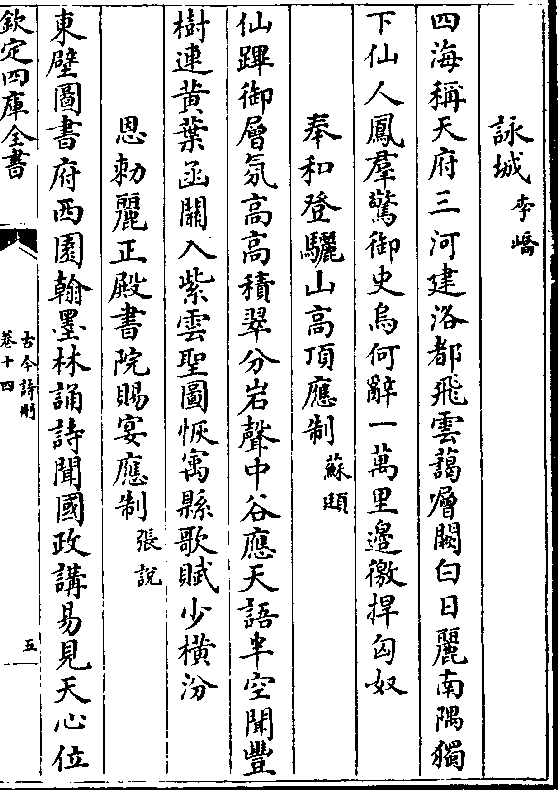 詠城 李嶠
四海稱天府三河建洛都飛雲藹層闕白日麗南隅獨
下仙人鳳羣驚御史烏何辭一萬里邊徼捍匈奴
奉和登驪山高頂應制 蘇頲
仙蹕御層氛高高積翠分岩聲中谷應天語半空聞豐
樹連黄葉函關入紫雲聖圖恢寓縣歌賦少橫汾
恩勅麗正殿書院賜宴應制 張說
東壁圖書府西園翰墨林誦詩聞國政講易見天心位
欽定四庫全書
古今詩刪
卷十四
五